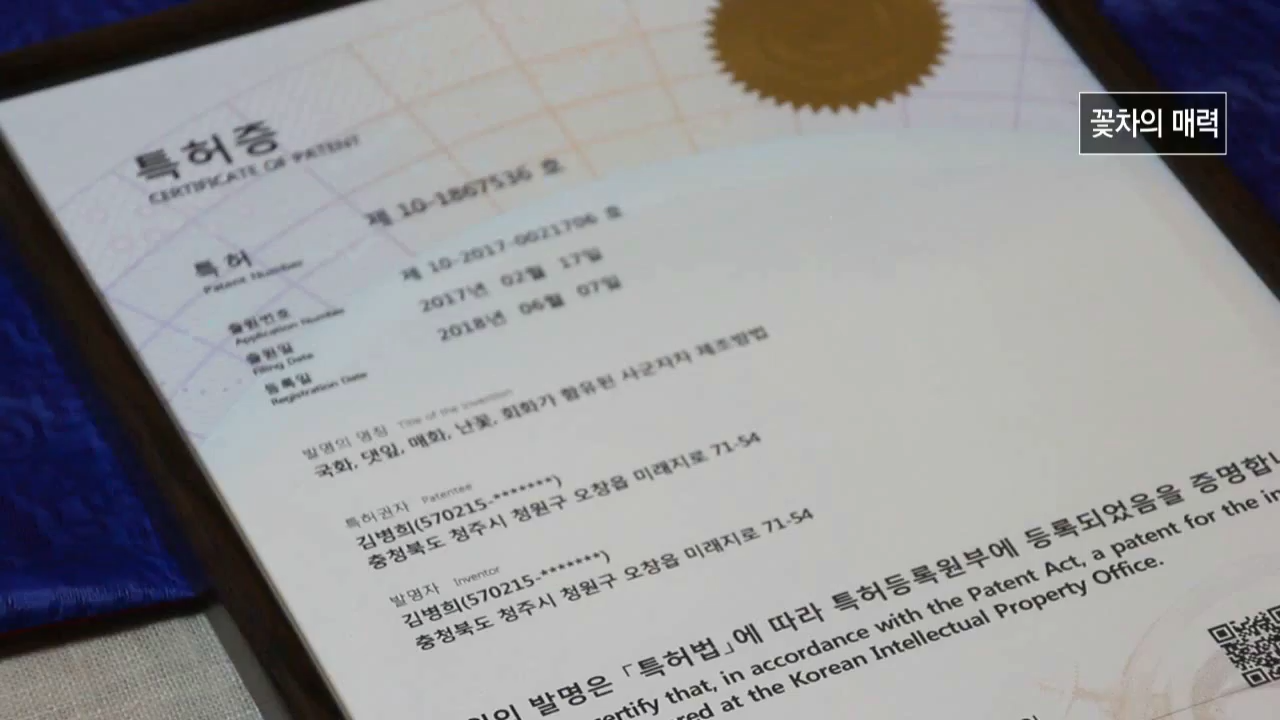 꽃차의 매력
특허증
CERTIFICATE OF PATENT
특 허
Patent Number
제 10-1867536 호
출원번호
Application Number
제 10-2017-0021706 호
출원일
Filing Date
2017년 02월 17일
등록일
Registration Date
2018년 06월 07일
발명의 명칭 Title of the Invention
국화, 댓잎, 매화, 난꽃, 회화가 함유된 사군자차 제조방법
특허권자 Patentee
김병희(570215-*******)
충청북도 청주시 청원구 오창읍 미래지로 71-54
발명자 Inventor
김병희(570215-*******)
충청북도 청주시 청원구 오창읍 미래지로 71-54
발명은 「특허법」에 따라 특허등록원부에 등록되었음을 증명합니
certify that, in accordance with the Patent Act, a patent for the in
red at the Korean Intellectual Property Office.